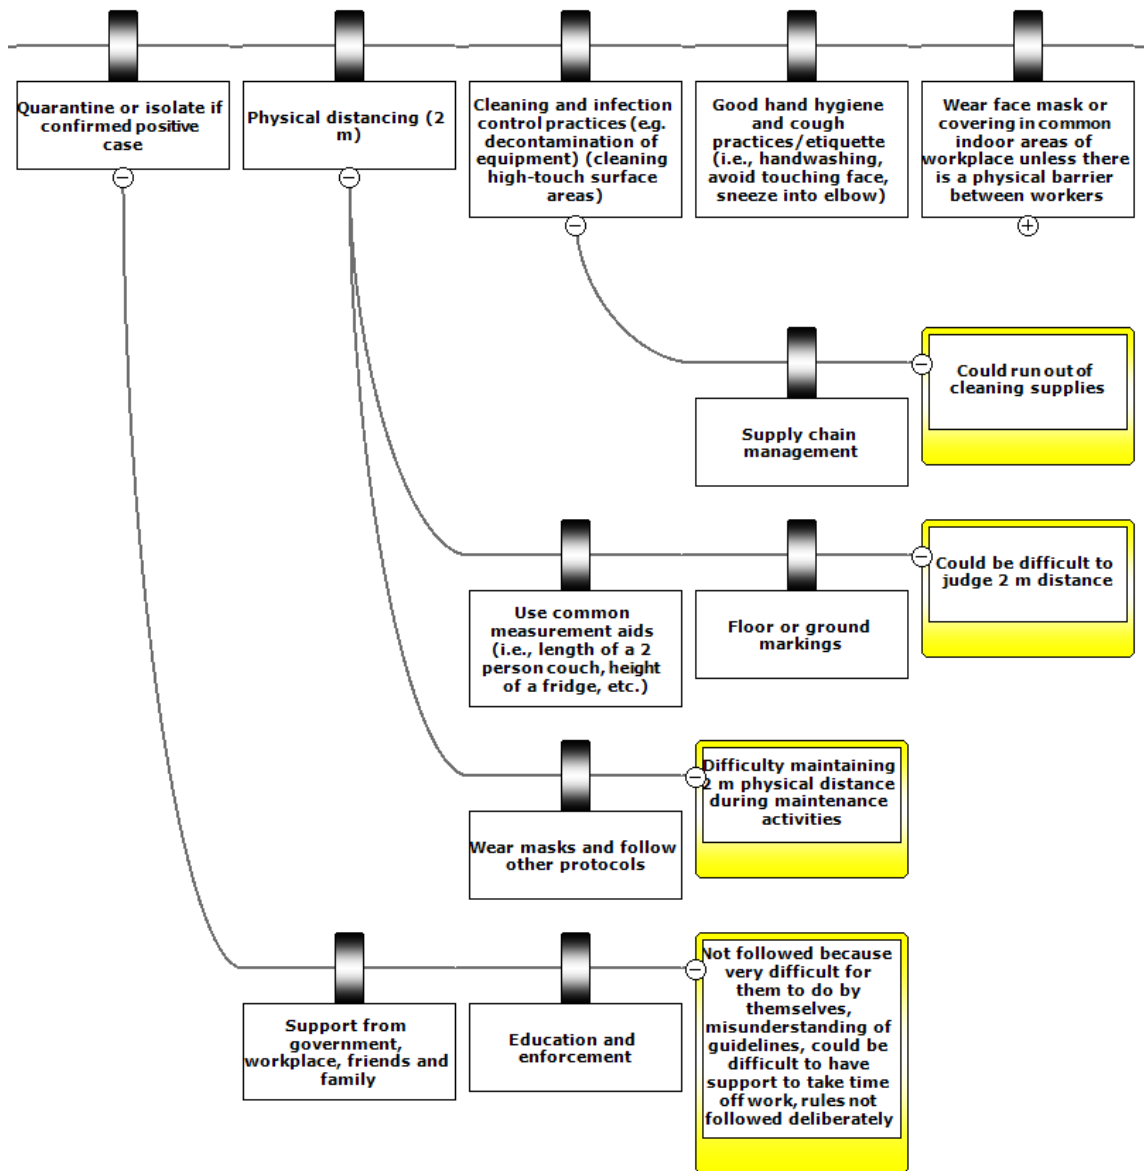 Quarantine or isolate if
confirmed positive
case
Physical distancing (2
m)
Cleaning and infection
control practices (e.g.
decontamination of
equipment) (cleaning
high-touch surface
areas)
Good hand hygiene
and cough
practices/etiquette
(i.e., handwashing,
avoid touching face,
sneeze into elbow)
Wear face mask or
covering in common
indoor areas of
workplace unless there
is a physical barrier
between workers
Supply chain
management
Could run out of
cleaning supplies
Use common
measurement aids
(i.e., length of a 2
person couch, height
of a fridge, etc.)
Floor or ground
markings
Could be difficult to
judge 2 m distance
Wear masks and follow
other protocols
Difficulty maintaining
2 m physical distance
during maintenance
activities
Support from
government,
workplace, friends and
family
Education and
enforcement
Not followed because
very difficult for
them to do by
themselves,
misunderstanding of
guidelines, could be
difficult to have
support to take time
off work, rules not
followed deliberately